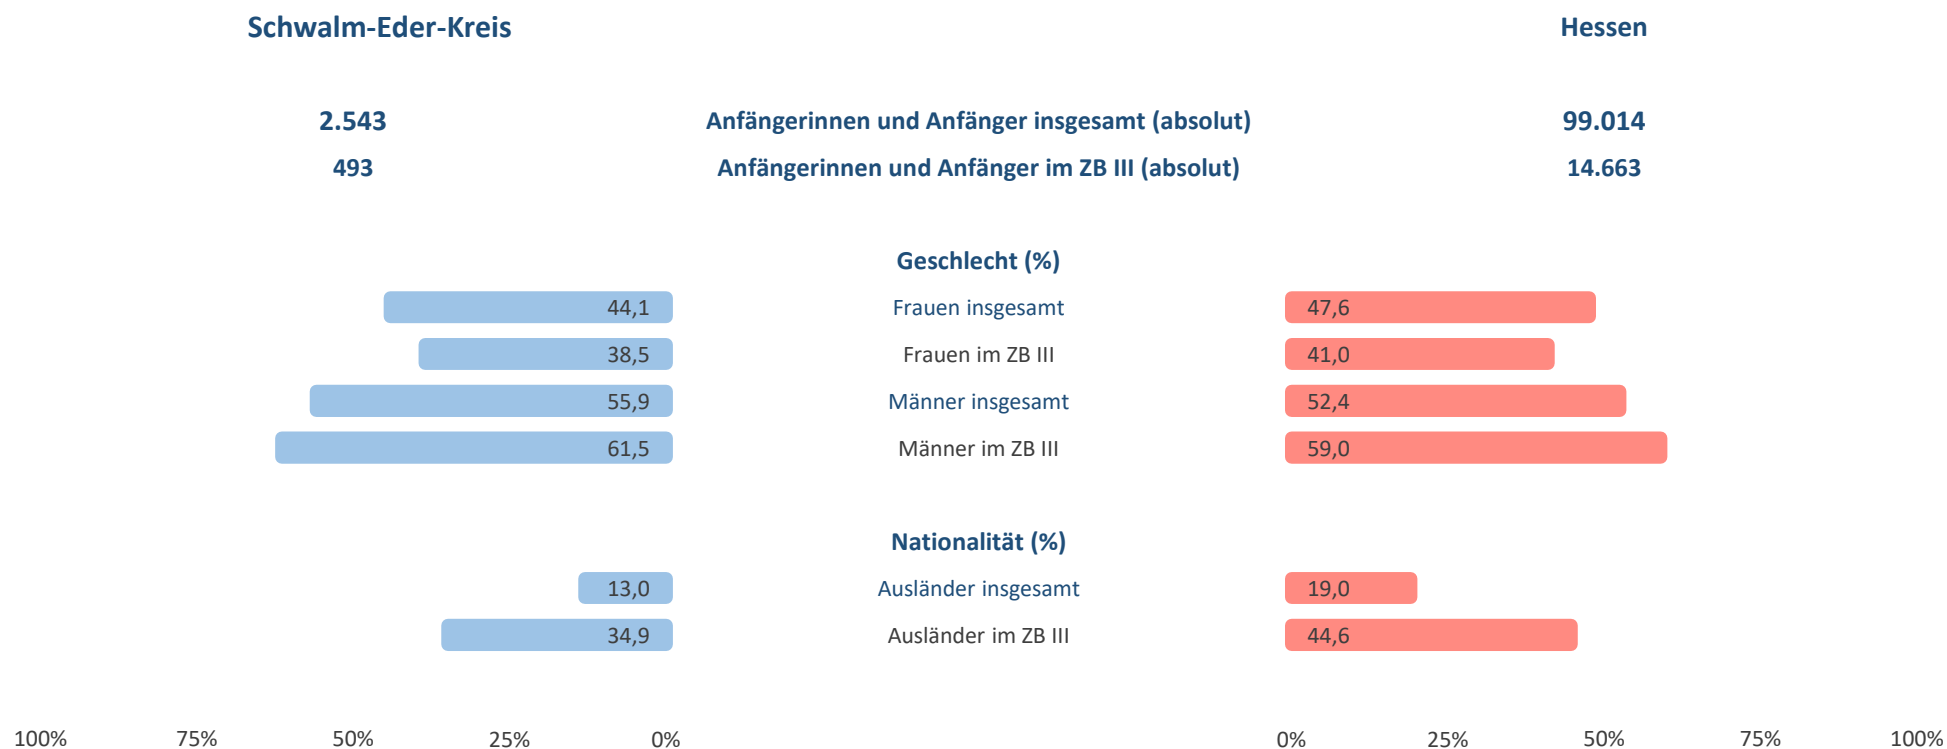 Schwalm-Eder-Kreis Hessen
2.543 Anfängerinnen und Anfänger insgesamt (absolut) 99.014
493 Anfängerinnen und Anfänger im ZB III (absolut) 14.663
Geschlecht (%)
44,1 Frauen insgesamt 47,6
38,5 Frauen im ZB III 41,0
55,9 Männer insgesamt 52,4
61,5 Männer im ZB III 59,0
Nationalität (%)
13,0 Ausländer insgesamt 19,0
34,9 Ausländer im ZB III 44,6
100% 75% 50% 25% 0% 0% 25% 50% 75% 100%